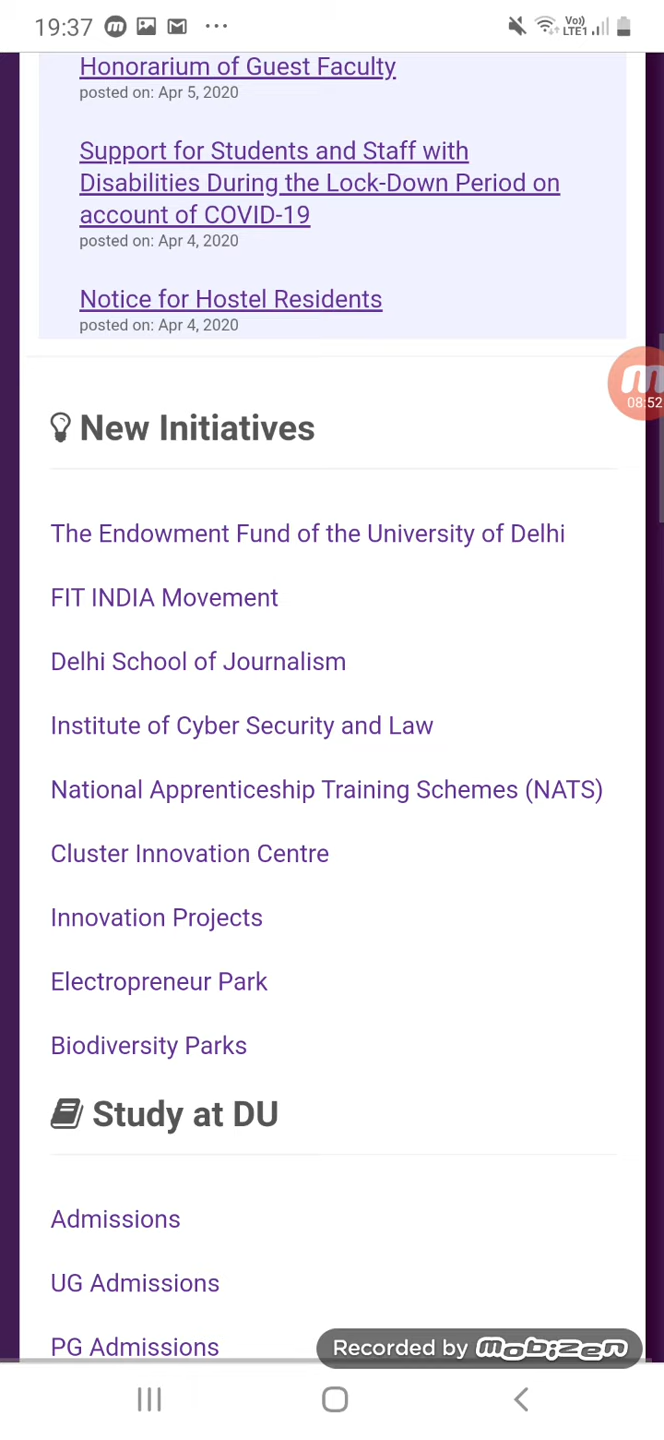 19:37
Vo)) LTE1
Honorarium of Guest Faculty
posted on: Apr 5, 2020
Support for Students and Staff with
Disabilities During the Lock-Down Period on
account of COVID-19
posted on: Apr 4, 2020
Notice for Hostel Residents
posted on: Apr 4, 2020
08:52
New Initiatives
The Endowment Fund of the University of Delhi
FIT INDIA Movement
Delhi School of Journalism
Institute of Cyber Security and Law
National Apprenticeship Training Schemes (NATS)
Cluster Innovation Centre
Innovation Projects
Electropreneur Park
Biodiversity Parks
Study at DU
Admissions
UG Admissions
PG Admissions
Recorded by mobizen